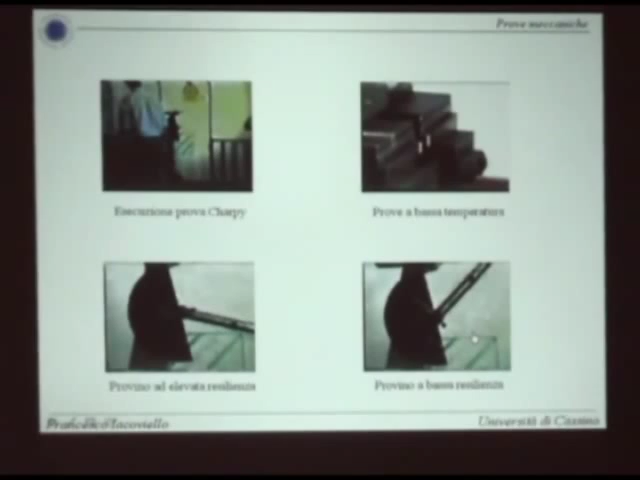 Prove meccaniche
Esecuzione prova Charpy
Prove a bassa temperatura
Provino ad elevata resilienza
Provino a bassa resilienza
Francesco Iacoviello
Università di Cassino